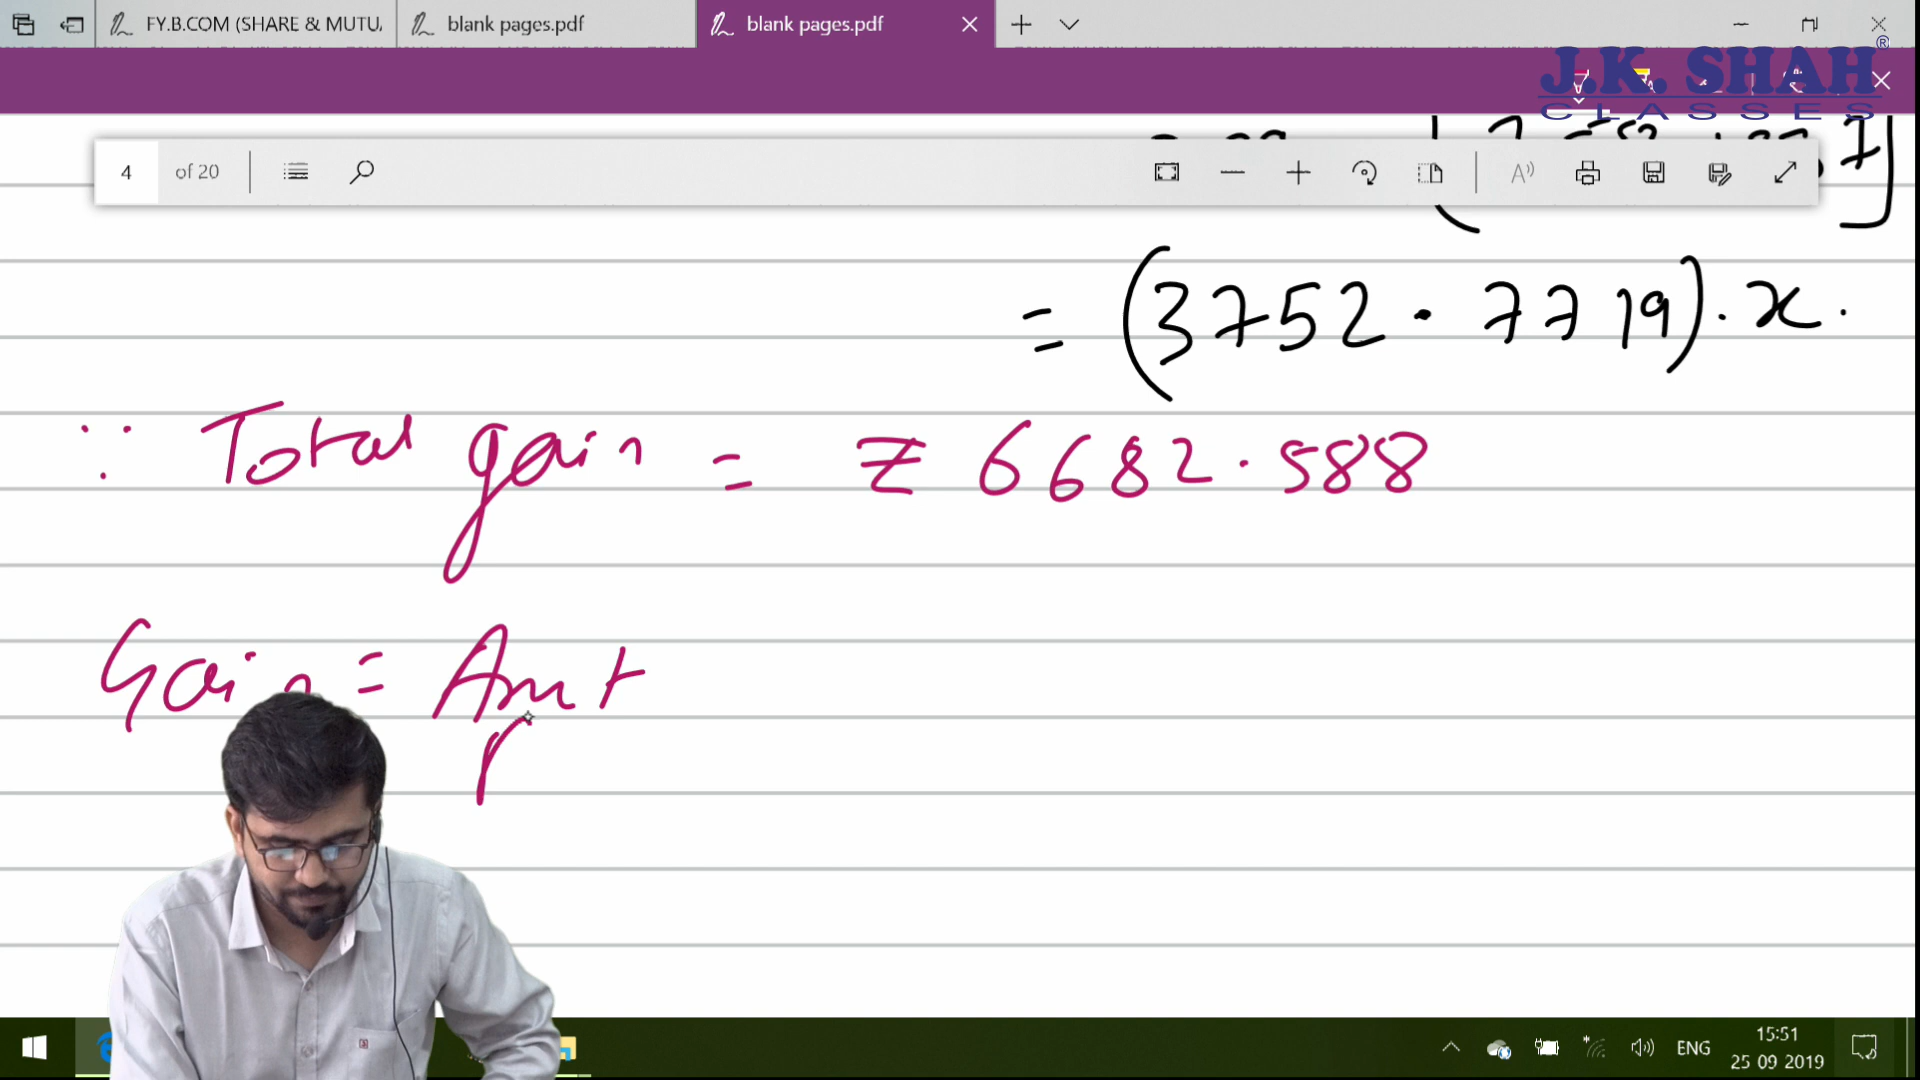 FY.B.COM (SHARE & MUTU
blank pages.pdf
blank pages.pdf
J.K. SHAH®
CLASSES
4 of 20
= (3752.7719).x.
∵ Total gain = ₹ 6682.588
Gain = Amt
ENG
15:51
25 09 2019